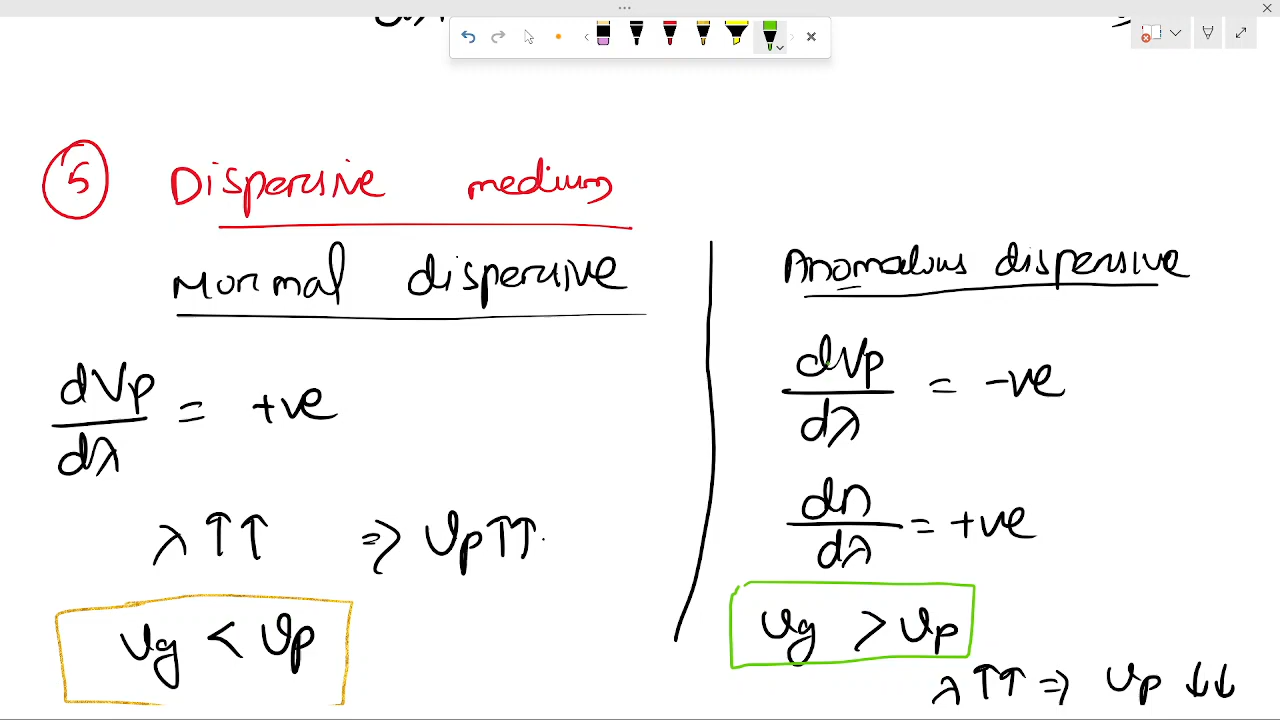 5 Dispersive medium
Normal dispersive
dVp/dλ = +ve
λ ↑↑ ⇒ Vp↑↑
Vg < Vp
Anomalous dispersive
dVp/dλ = -ve
dn/dλ = +ve
Vg > Vp
λ ↑↑ ⇒ Vp ↓↓